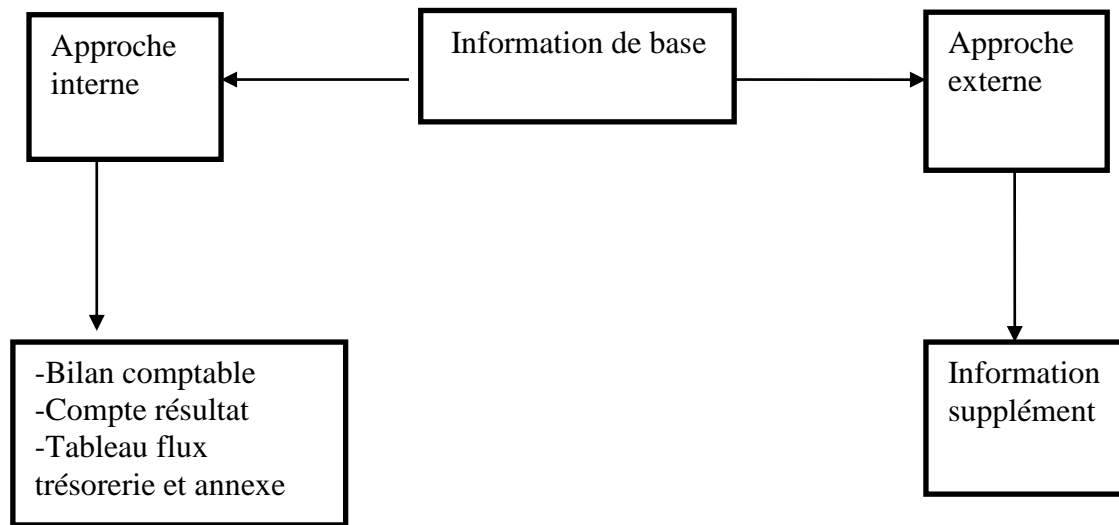 Approche
interne
Information de base
Approche
externe
-Bilan comptable
-Compte résultat
-Tableau flux
trésorerie et annexe
Information
supplément